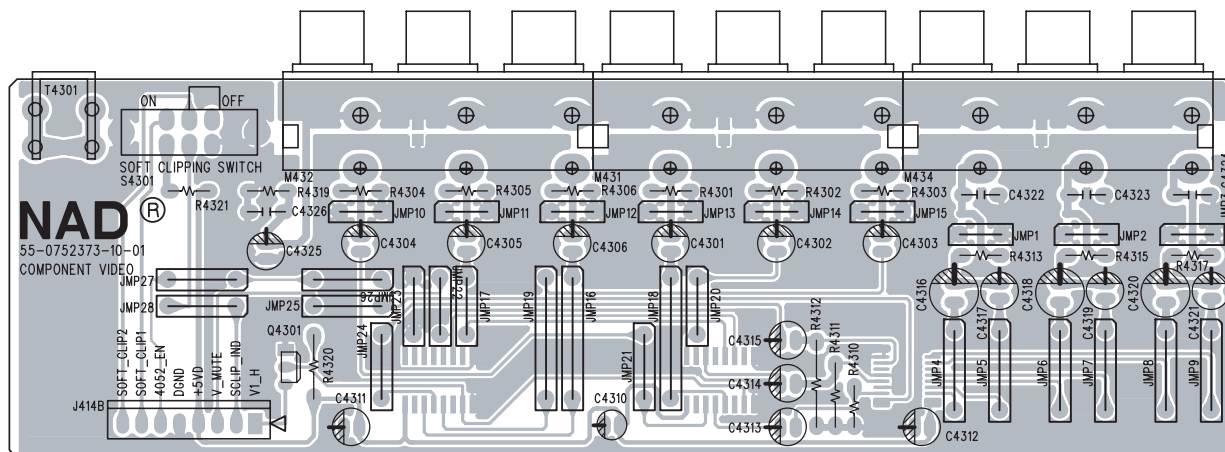 T4301
ON OFF
SOFT CLIPPING SWITCH
S4301
M432 M431 M434
R4321 R4319 R4304 R4305 R4306 R4301 R4302 R4303 C4322 C4323
C4326 JMP10 JMP11 JMP12 JMP13 JMP14 JMP15
NAD ®
55-0752373-10-01
COMPONENT VIDEO
C4325 C4304 C4305 C4306 C4301 C4302 C4303
JMP1 JMP2
R4313 R4315 R4317
JMP27 JMP26 JMP23 JMP22 JMP17 JMP19 JMP16 JMP18 JMP20
C4316 C4317 C4318 C4319 C4320 C4321
JMP28 JMP25
Q4301 R4320 JMP24 JMP21
C4315 R4312 R4311 R4310
C4314
C4313
JMP4 JMP5 JMP6 JMP7 JMP8 JMP9
SOFT_CLIP2
SOFT_CLIP1
4052_EN
DGND
+5VD
V_MUTE
SCLIP_IND
V1_H
J414B
C4311 C4310 C4312